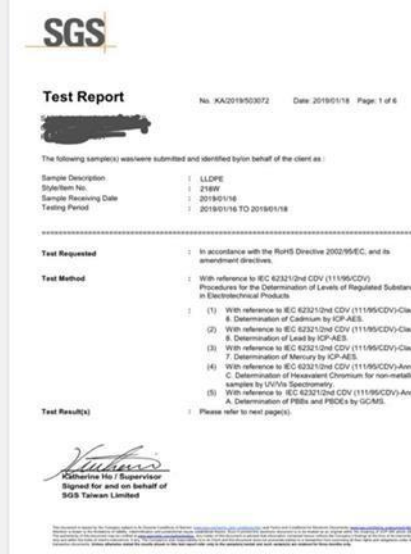 SGS
Test Report
No. :KA/2019/503072 Date: 2019/01/18 Page: 1 of 6
The following sample(s) was/were submitted and identified by/on behalf of the client as :
Sample Description : LLDPE
Style/Item No. : 218W
Sample Receiving Date : 2019/01/16
Testing Period : 2019/01/16 TO 2019/01/18
Test Requested : In accordance with the RoHS Directive 2002/95/EC, and its
amendment directives.
Test Method : With reference to IEC 62321/2nd CDV (111/95/CDV)
Procedures for the Determination of Levels of Regulated Substan
in Electrotechnical Products
: (1) With reference to IEC 62321/2nd CDV (111/95/CDV)-Clau
8. Determination of Cadmium by ICP-AES.
(2) With reference to IEC 62321/2nd CDV (111/95/CDV)-Clau
8. Determination of Lead by ICP-AES.
(3) With reference to IEC 62321/2nd CDV (111/95/CDV)-Clau
7. Determination of Mercury by ICP-AES.
(4) With reference to IEC 62321/2nd CDV (111/95/CDV)-Ann
C. Determination of Hexavalent Chromium for non-metalli
samples by UV/Vis Spectrometry.
(5) With reference to IEC 62321/2nd CDV (111/95/CDV)-Ann
A. Determination of PBBs and PBDEs by GC/MS.
Test Result(s) : Please refer to next page(s).
Katherine Ho / Supervisor
Signed for and on behalf of
SGS Taiwan Limited